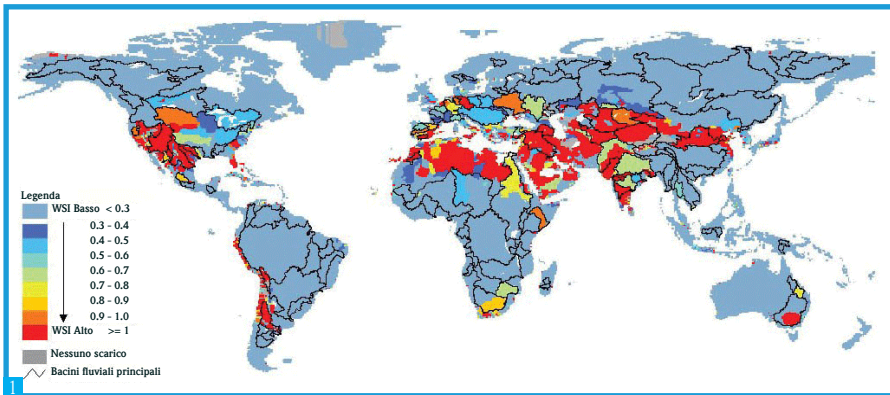 Legenda
WSI Basso < 0.3
0.3 - 0.4
0.4 - 0.5
0.5 - 0.6
0.6 - 0.7
0.7 - 0.8
0.8 - 0.9
0.9 - 1.0
WSI Alto >= 1
Nessuno scarico
Bacini fluviali principali
1